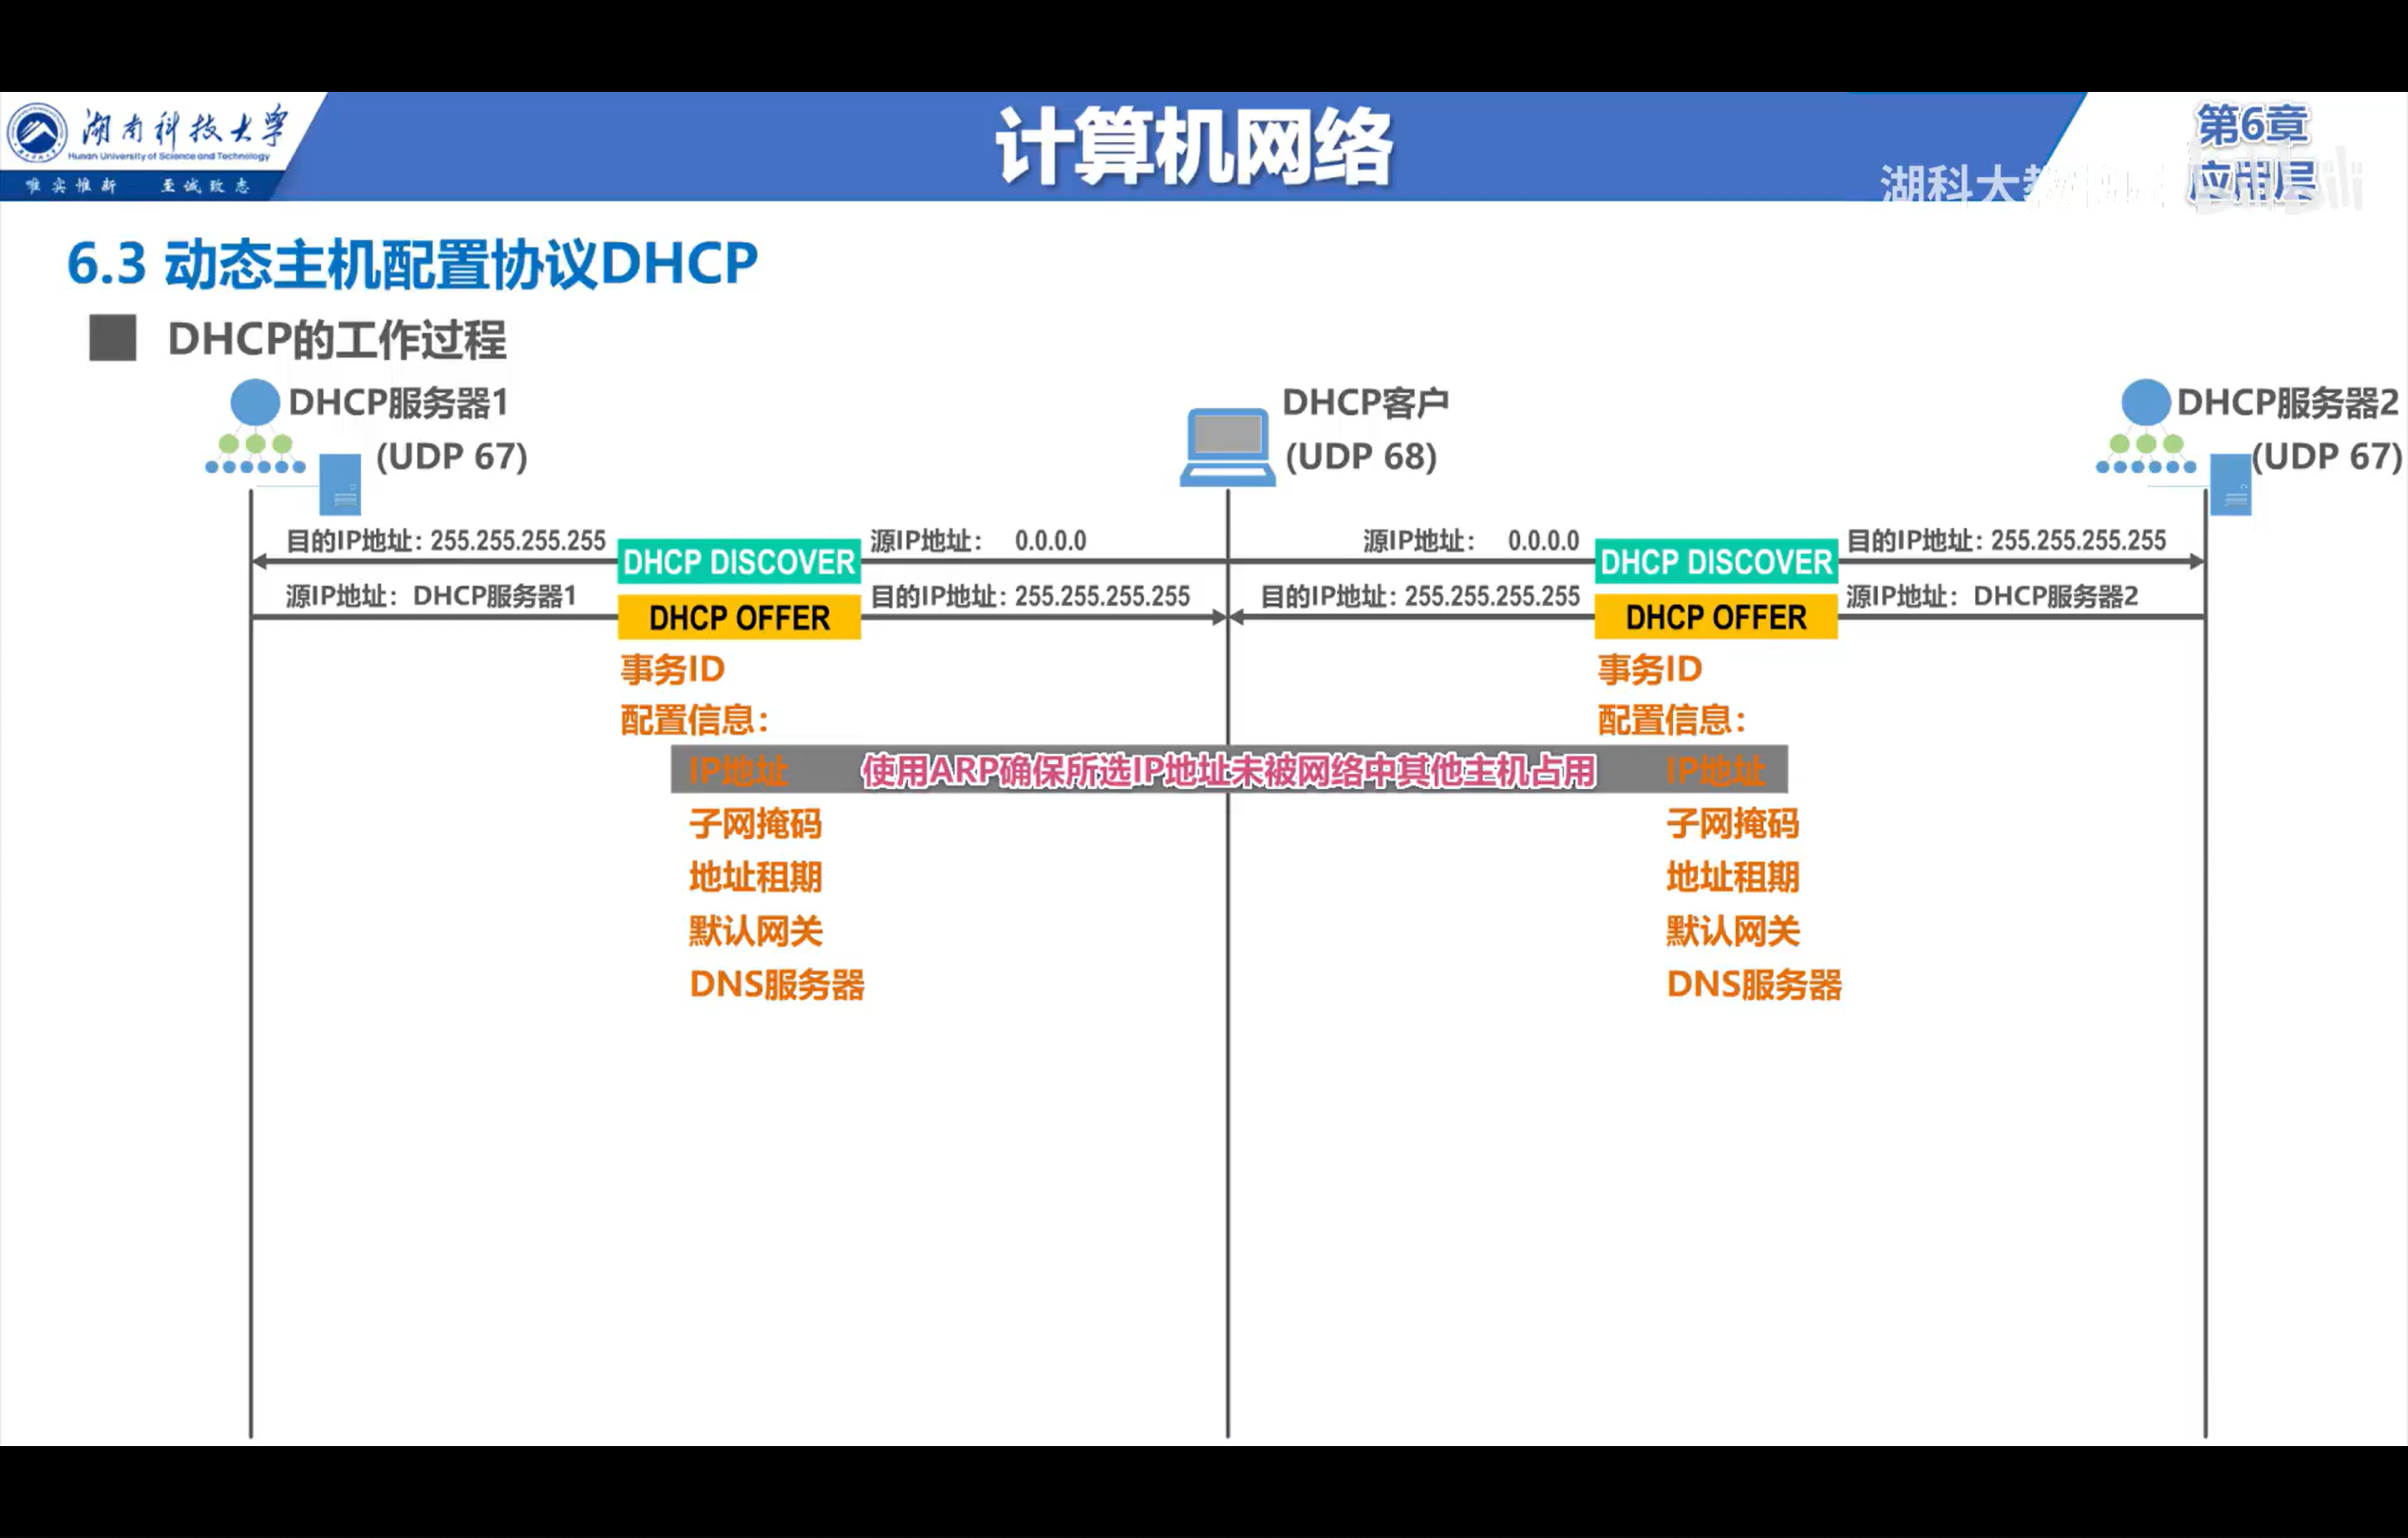 湖南科技大学
Hunan University of Science and Technology
唯实惟新 至诚致志
计算机网络
第6章
应用层
湖科大教
bilibili
6.3 动态主机配置协议DHCP
DHCP的工作过程
DHCP服务器1
(UDP 67)
DHCP客户
(UDP 68)
DHCP服务器2
(UDP 67)
目的IP地址：255.255.255.255 DHCP DISCOVER 源IP地址： 0.0.0.0 源IP地址： 0.0.0.0 DHCP DISCOVER 目的IP地址：255.255.255.255
源IP地址：DHCP服务器1 DHCP OFFER 目的IP地址：255.255.255.255 目的IP地址：255.255.255.255 DHCP OFFER 源IP地址：DHCP服务器2
事务ID 事务ID
配置信息： 配置信息：
IP地址 使用ARP确保所选IP地址未被网络中其他主机占用 IP地址
子网掩码 子网掩码
地址租期 地址租期
默认网关 默认网关
DNS服务器 DNS服务器